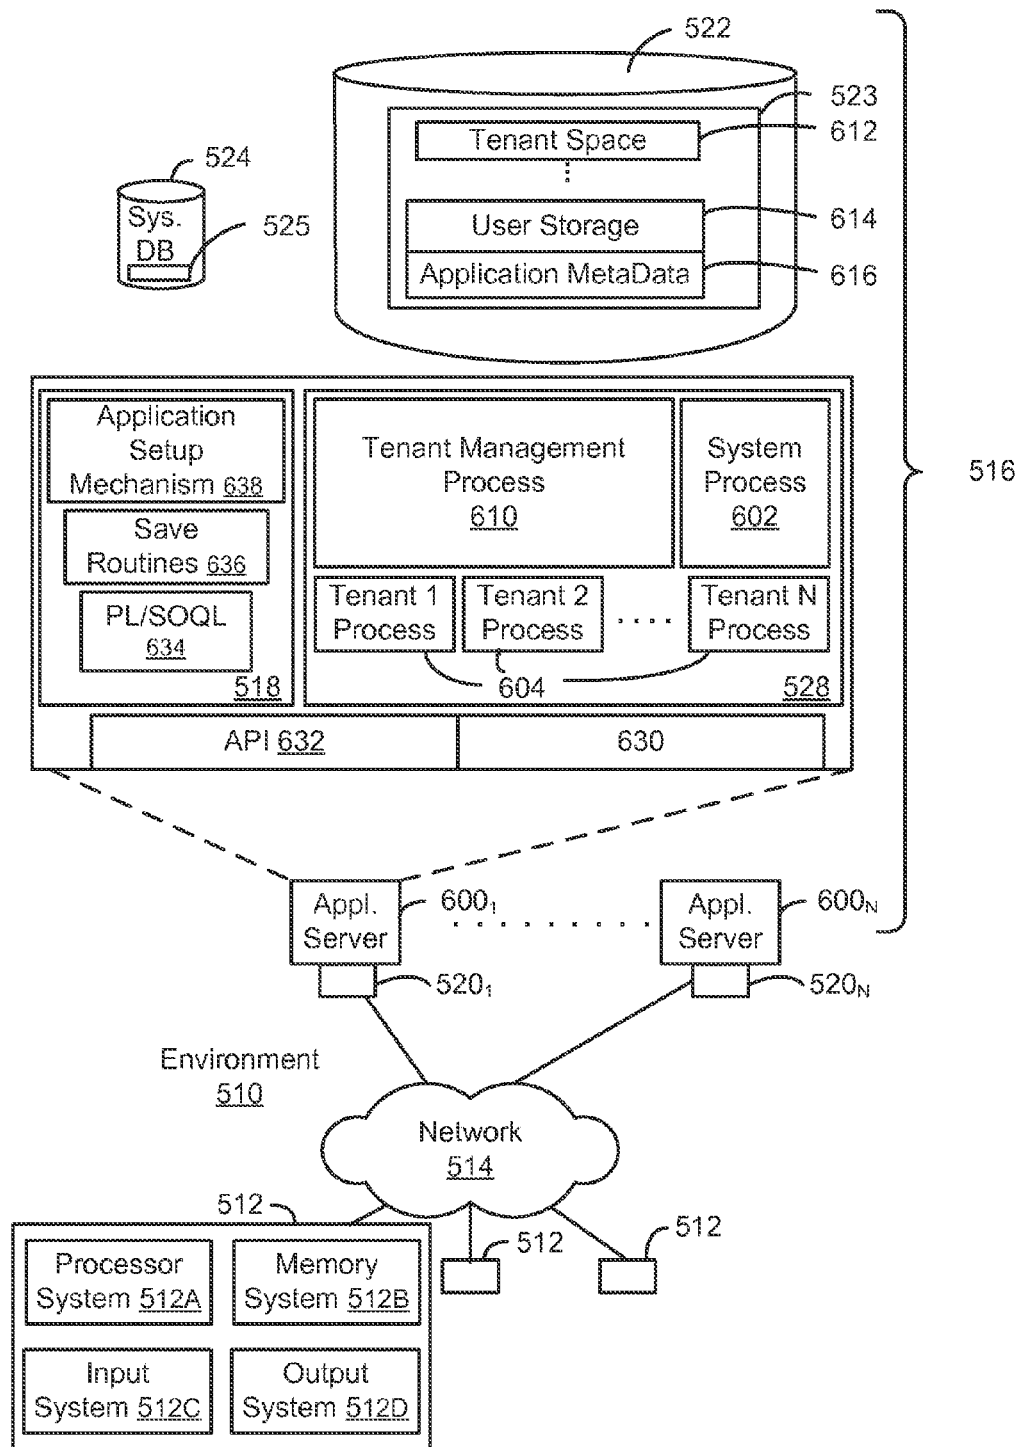 522
523
Tenant Space
612
524
Sys.
DB
525
User Storage
614
Application MetaData
616
516
Application
Setup
Mechanism 638
Save
Routines 636
PL/SOQL
634
518
Tenant Management
Process
610
System
Process
602
Tenant 1
Process
Tenant 2
Process
Tenant N
Process
604
528
API 632
630
Appl.
Server
600₁
520₁
Appl.
Server
600N
520N
Environment
510
Network
514
512
512
512
Processor
System 512A
Memory
System 512B
Input
System 512C
Output
System 512D